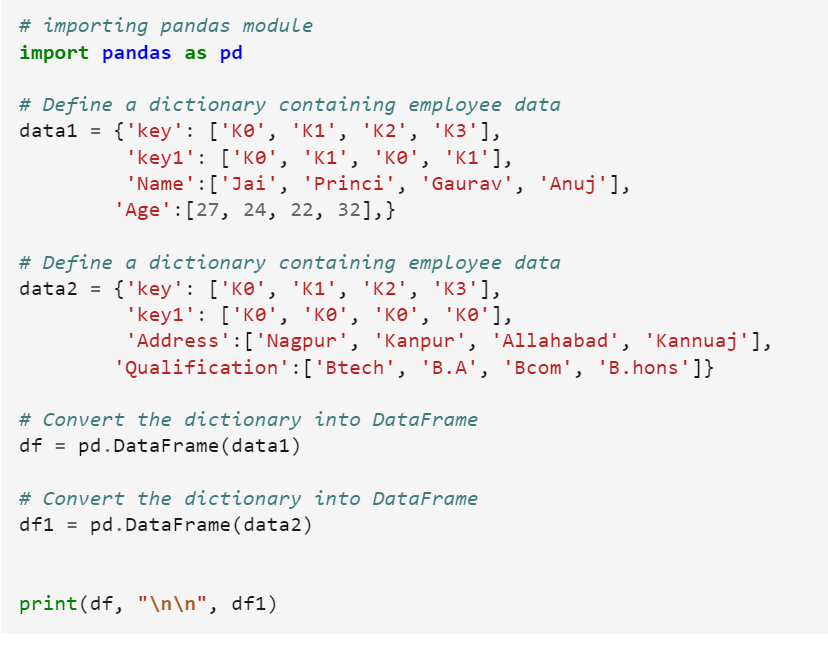 # importing pandas module
import pandas as pd
# Define a dictionary containing employee data
data1 = {'key': ['K0', 'K1', 'K2', 'K3'],
'key1': ['K0', 'K1', 'K0', 'K1'],
'Name':['Jai', 'Princi', 'Gaurav', 'Anuj'],
'Age':[27, 24, 22, 32],}
# Define a dictionary containing employee data
data2 = {'key': ['K0', 'K1', 'K2', 'K3'],
'key1': ['K0', 'K0', 'K0', 'K0'],
'Address':['Nagpur', 'Kanpur', 'Allahabad', 'Kannuaj'],
'Qualification':['Btech', 'B.A', 'Bcom', 'B.hons']}
# Convert the dictionary into DataFrame
df = pd.DataFrame(data1)
# Convert the dictionary into DataFrame
df1 = pd.DataFrame(data2)
print(df, "\n\n", df1)